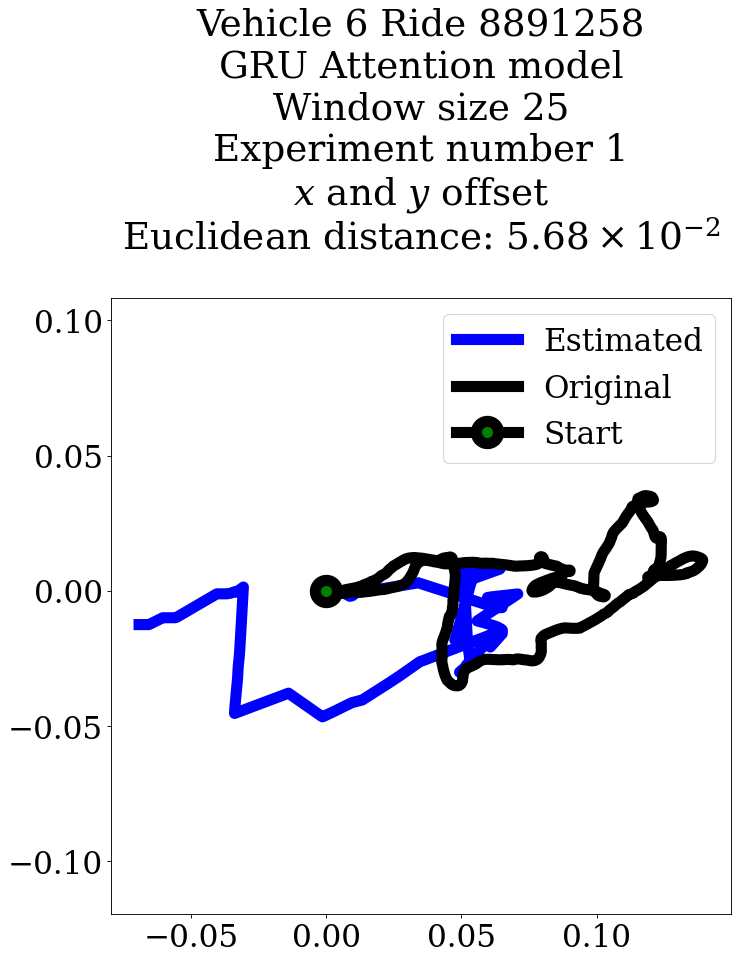 Vehicle 6 Ride 8891258
GRU Attention model
Window size 25
Experiment number 1
x and y offset
Euclidean distance: 5.68 × 10⁻²
0.10
0.05
0.00
−0.05
−0.10
Estimated
Original
Start
−0.05 0.00 0.05 0.10